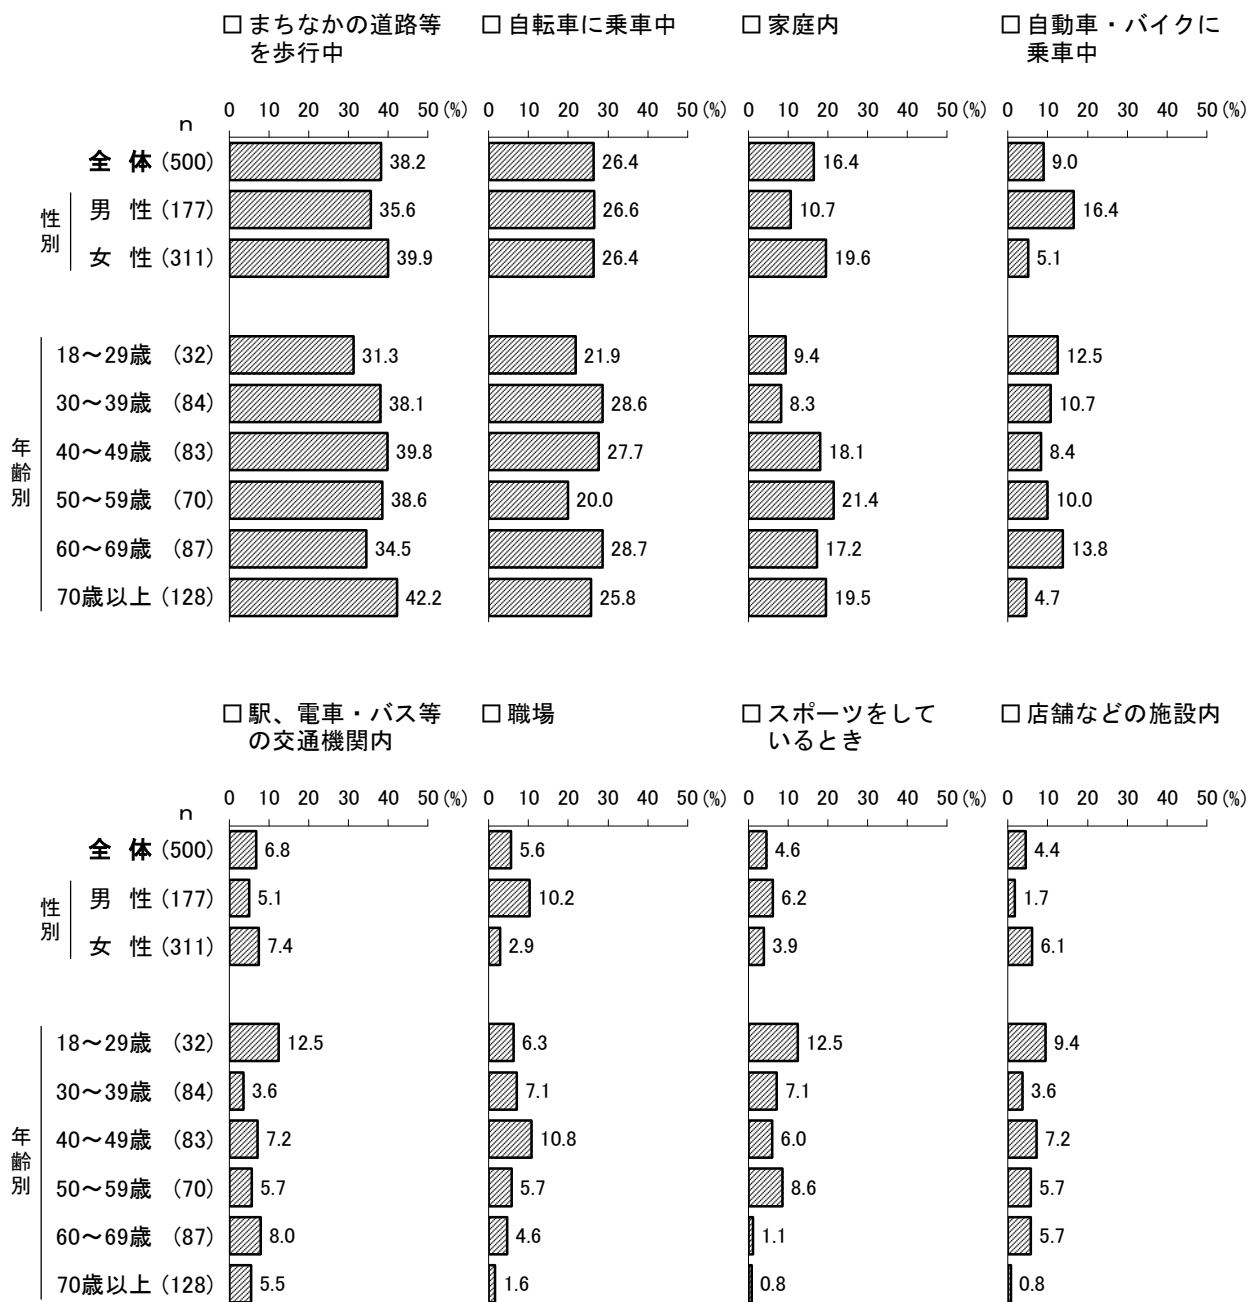 □ まちなかの道路等 □ 自転車に乗車中 □ 家庭内 □ 自動車・バイクに
を歩行中 乗車中
0 10 20 30 40 50(%) 0 10 20 30 40 50(%) 0 10 20 30 40 50(%) 0 10 20 30 40 50(%)
n
全 体(500) 38.2 26.4 16.4 9.0
性別
男 性(177) 35.6 26.6 10.7 16.4
女 性(311) 39.9 26.4 19.6 5.1
年齢別
18～29歳 (32) 31.3 21.9 9.4 12.5
30～39歳 (84) 38.1 28.6 8.3 10.7
40～49歳 (83) 39.8 27.7 18.1 8.4
50～59歳 (70) 38.6 20.0 21.4 10.0
60～69歳 (87) 34.5 28.7 17.2 13.8
70歳以上(128) 42.2 25.8 19.5 4.7
□ 駅、電車・バス等 □ 職場 □ スポーツをして □ 店舗などの施設内
の交通機関内 いるとき
0 10 20 30 40 50(%) 0 10 20 30 40 50(%) 0 10 20 30 40 50(%) 0 10 20 30 40 50(%)
n
全 体(500) 6.8 5.6 4.6 4.4
性別
男 性(177) 5.1 10.2 6.2 1.7
女 性(311) 7.4 2.9 3.9 6.1
年齢別
18～29歳 (32) 12.5 6.3 12.5 9.4
30～39歳 (84) 3.6 7.1 7.1 3.6
40～49歳 (83) 7.2 10.8 6.0 7.2
50～59歳 (70) 5.7 5.7 8.6 5.7
60～69歳 (87) 8.0 4.6 1.1 5.7
70歳以上(128) 5.5 1.6 0.8 0.8